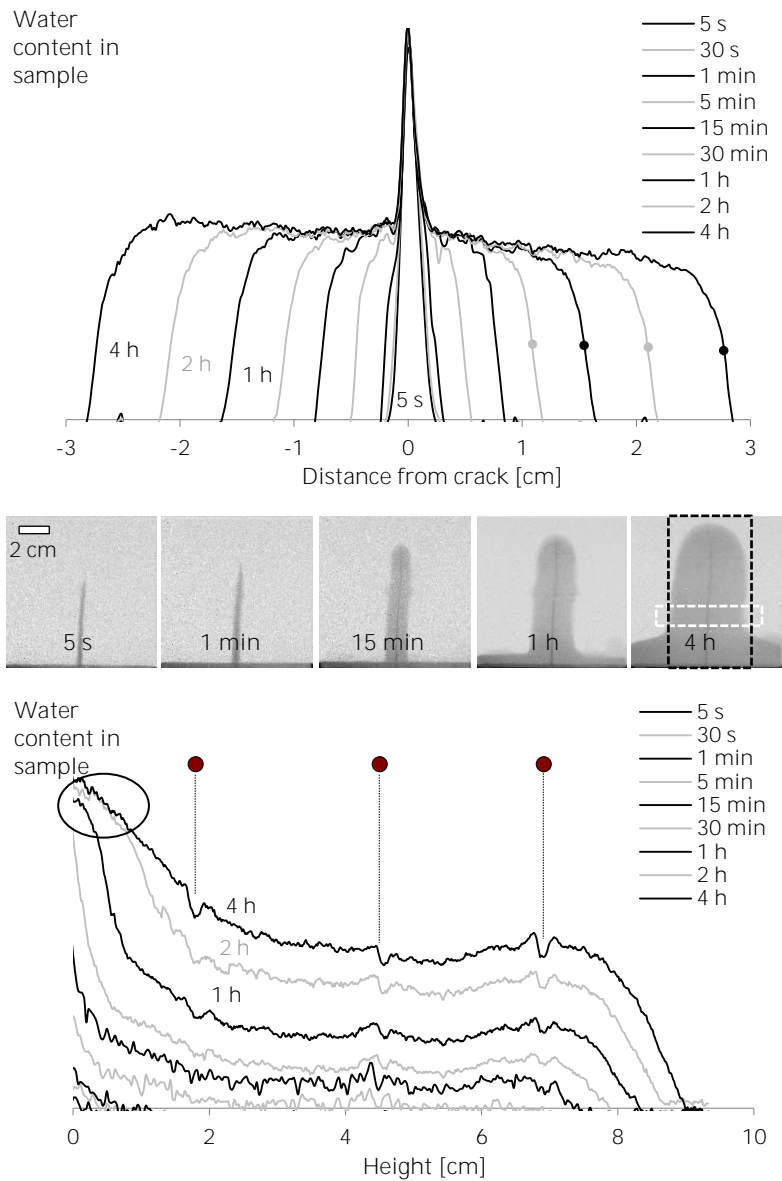 Water
content in
sample
5 s
30 s
1 min
5 min
15 min
30 min
1 h
2 h
4 h
4 h
2 h
1 h
5 s
-3
-2
-1
0
1
2
3
Distance from crack [cm]
2 cm
5 s
1 min
15 min
1 h
4 h
Water
content in
sample
5 s
30 s
1 min
5 min
15 min
30 min
1 h
2 h
4 h
4 h
2 h
1 h
0
2
4
6
8
10
Height [cm]